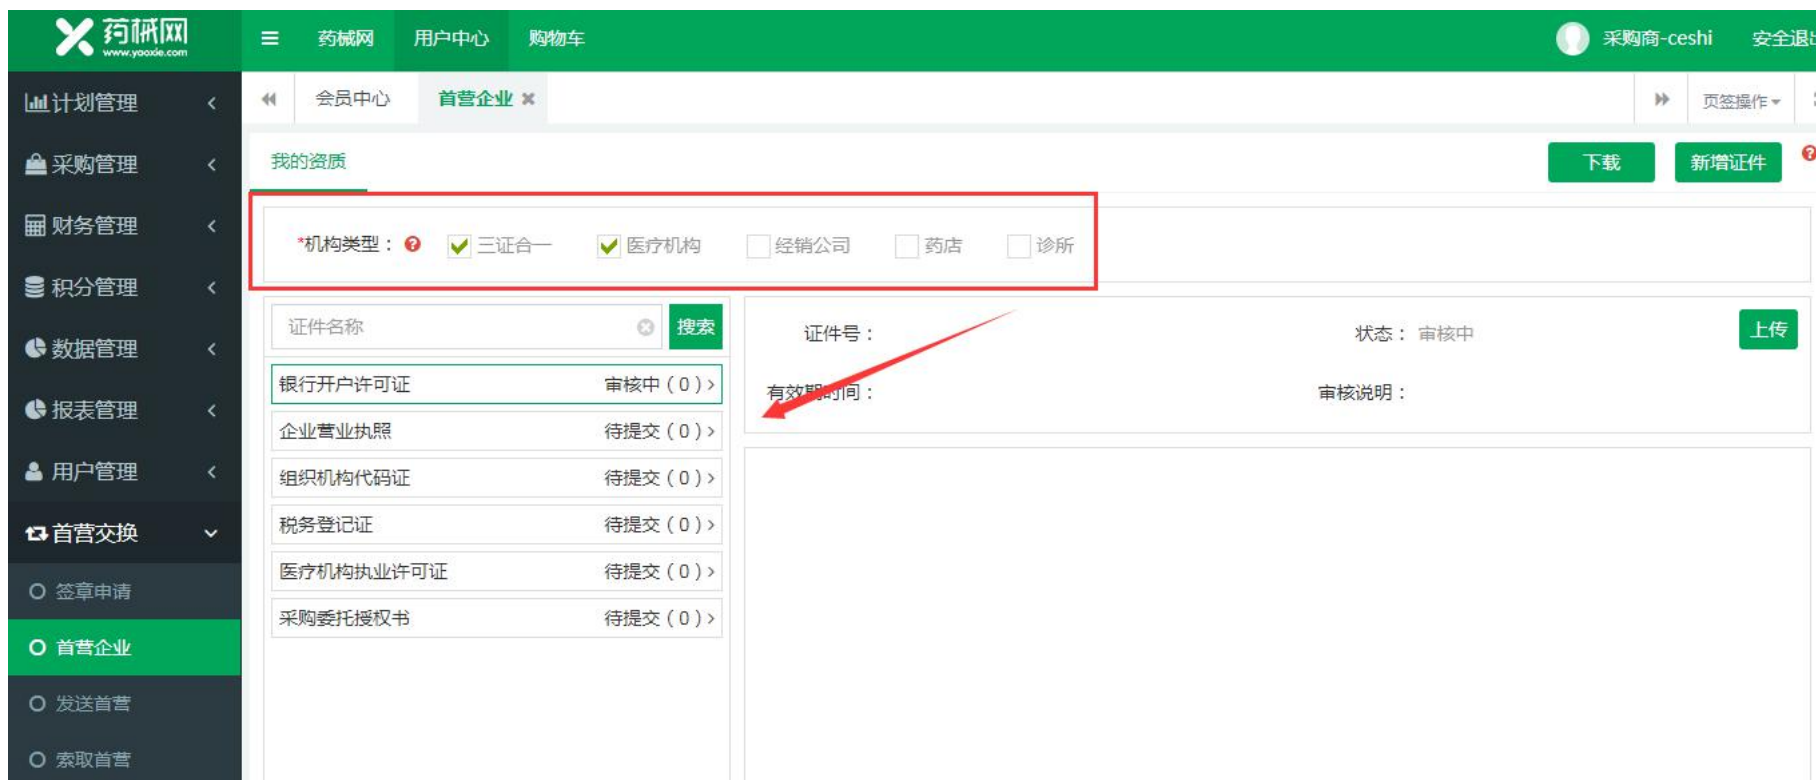 药械网
www.yaoxie.com
药械网 用户中心 购物车 采购商-ceshi 安全退出
计划管理
采购管理
财务管理
积分管理
数据管理
报表管理
用户管理
首营交换
签章申请
首营企业
发送首营
索取首营
会员中心 首营企业 页签操作
我的资质 下载 新增证件
*机构类型： 三证合一 医疗机构 经销公司 药店 诊所
证件名称 搜索
银行开户许可证 审核中（0）
企业营业执照 待提交（0）
组织机构代码证 待提交（0）
税务登记证 待提交（0）
医疗机构执业许可证 待提交（0）
采购委托授权书 待提交（0）
证件号： 状态： 审核中 上传
有效期时间： 审核说明：